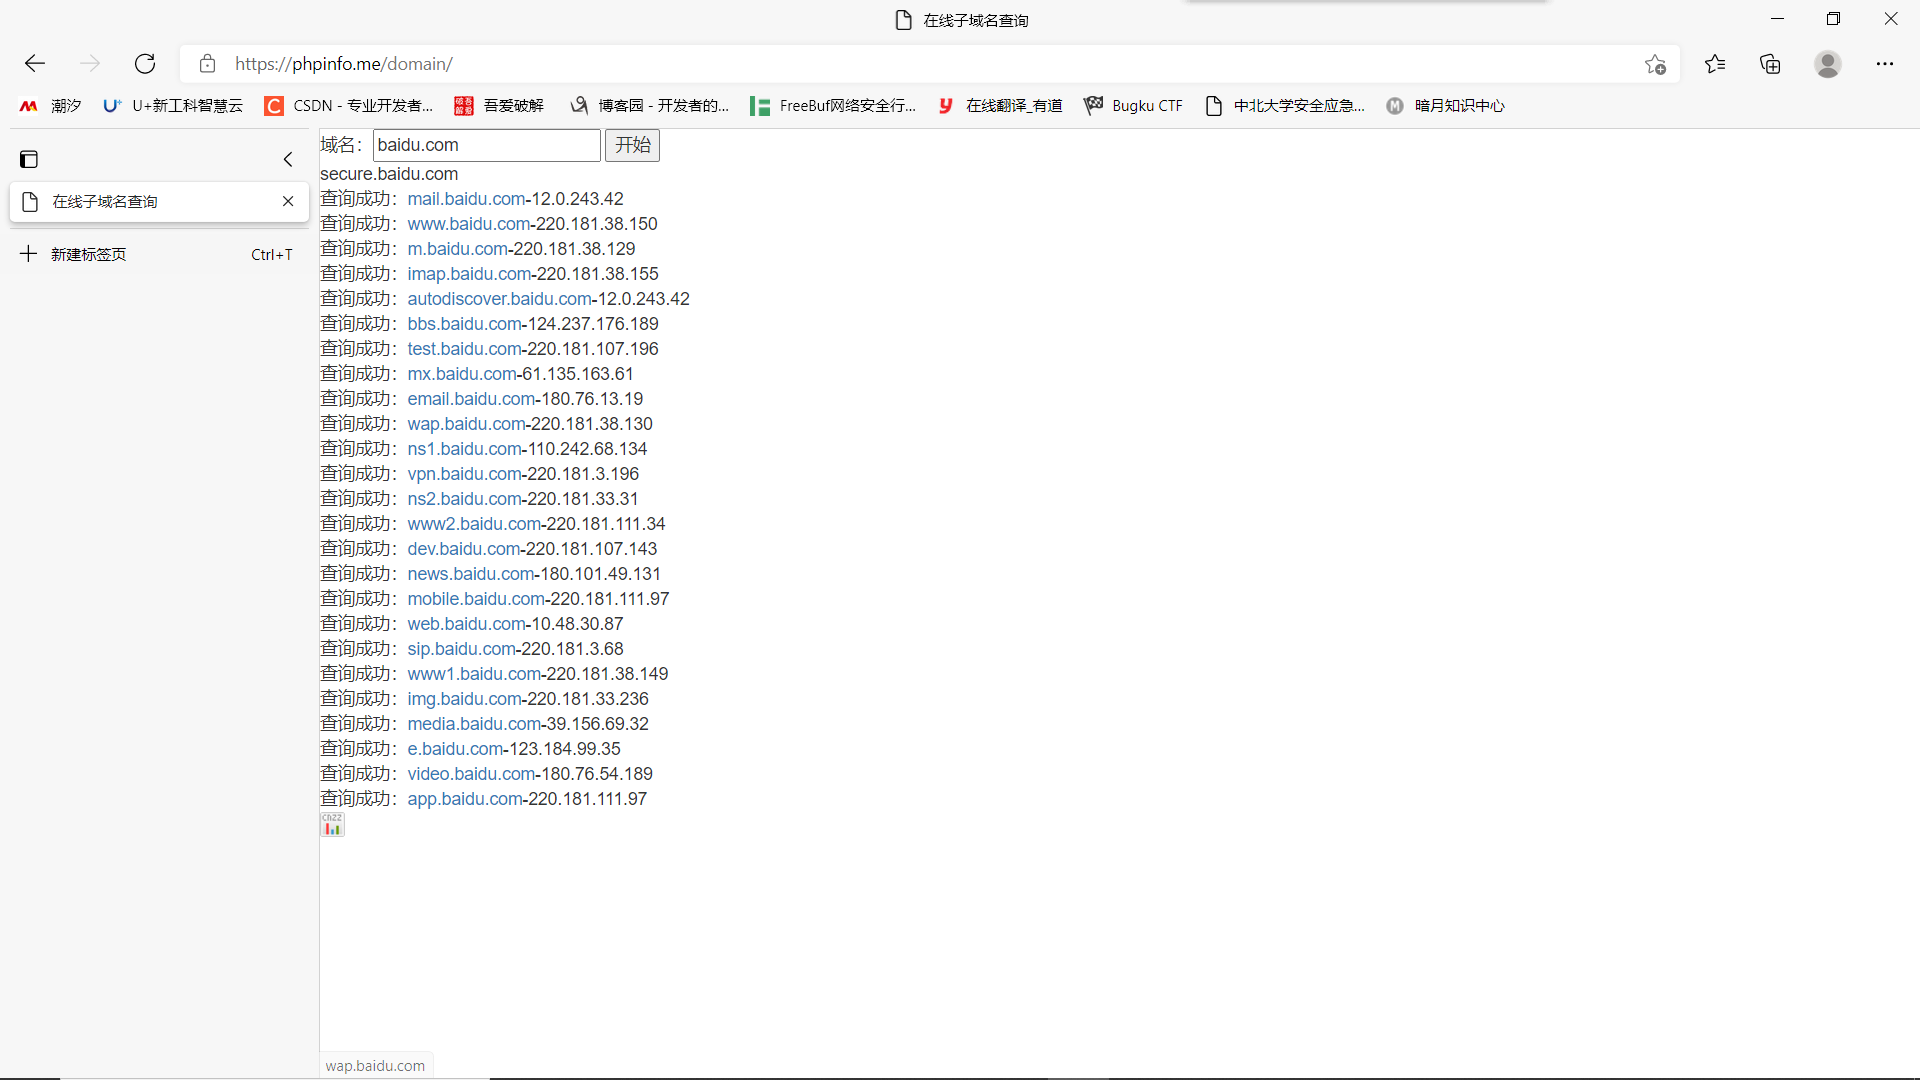 在线子域名查询
https://phpinfo.me/domain/
潮汐 U+新工科智慧云 CSDN - 专业开发者... 吾爱破解 博客园 - 开发者的... FreeBuf网络安全行... 在线翻译_有道 Bugku CTF 中北大学安全应急... 暗月知识中心
在线子域名查询
新建标签页 Ctrl+T
域名： baidu.com 开始
secure.baidu.com
查询成功：mail.baidu.com-12.0.243.42
查询成功：www.baidu.com-220.181.38.150
查询成功：m.baidu.com-220.181.38.129
查询成功：imap.baidu.com-220.181.38.155
查询成功：autodiscover.baidu.com-12.0.243.42
查询成功：bbs.baidu.com-124.237.176.189
查询成功：test.baidu.com-220.181.107.196
查询成功：mx.baidu.com-61.135.163.61
查询成功：email.baidu.com-180.76.13.19
查询成功：wap.baidu.com-220.181.38.130
查询成功：ns1.baidu.com-110.242.68.134
查询成功：vpn.baidu.com-220.181.3.196
查询成功：ns2.baidu.com-220.181.33.31
查询成功：www2.baidu.com-220.181.111.34
查询成功：dev.baidu.com-220.181.107.143
查询成功：news.baidu.com-180.101.49.131
查询成功：mobile.baidu.com-220.181.111.97
查询成功：web.baidu.com-10.48.30.87
查询成功：sip.baidu.com-220.181.3.68
查询成功：www1.baidu.com-220.181.38.149
查询成功：img.baidu.com-220.181.33.236
查询成功：media.baidu.com-39.156.69.32
查询成功：e.baidu.com-123.184.99.35
查询成功：video.baidu.com-180.76.54.189
查询成功：app.baidu.com-220.181.111.97
cnzz
wap.baidu.com